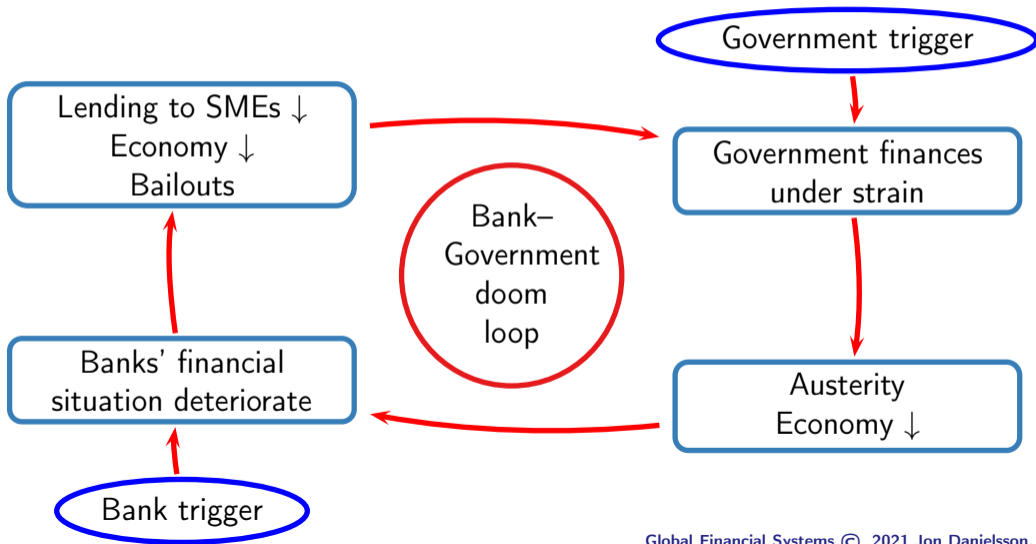 Government trigger
Lending to SMEs ↓
Economy ↓
Bailouts
Government finances
under strain
Bank–
Government
doom
loop
Banks' financial
situation deteriorate
Austerity
Economy ↓
Bank trigger
Global Financial Systems © 2021 Jon Danielsson